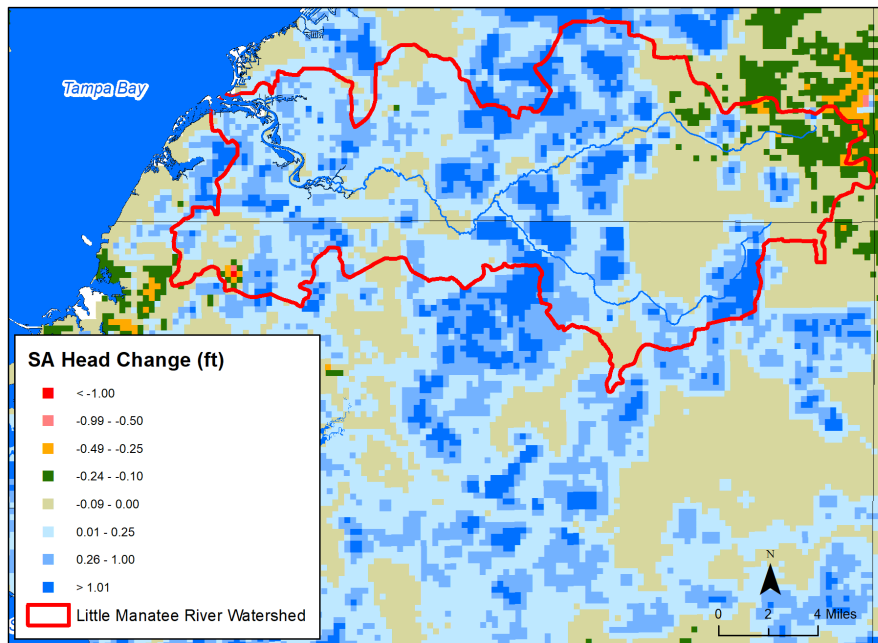 Tampa Bay
SA Head Change (ft)
< -1.00
-0.99 - -0.50
-0.49 - -0.25
-0.24 - -0.10
-0.09 - 0.00
0.01 - 0.25
0.26 - 1.00
> 1.01
Little Manatee River Watershed
N
0 2 4 Miles